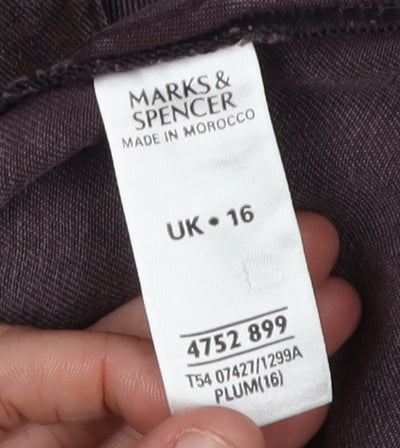 MARKS &
SPENCER
MADE IN MOROCCO
UK • 16
4752 899
T54 07427/1299A
PLUM(16)